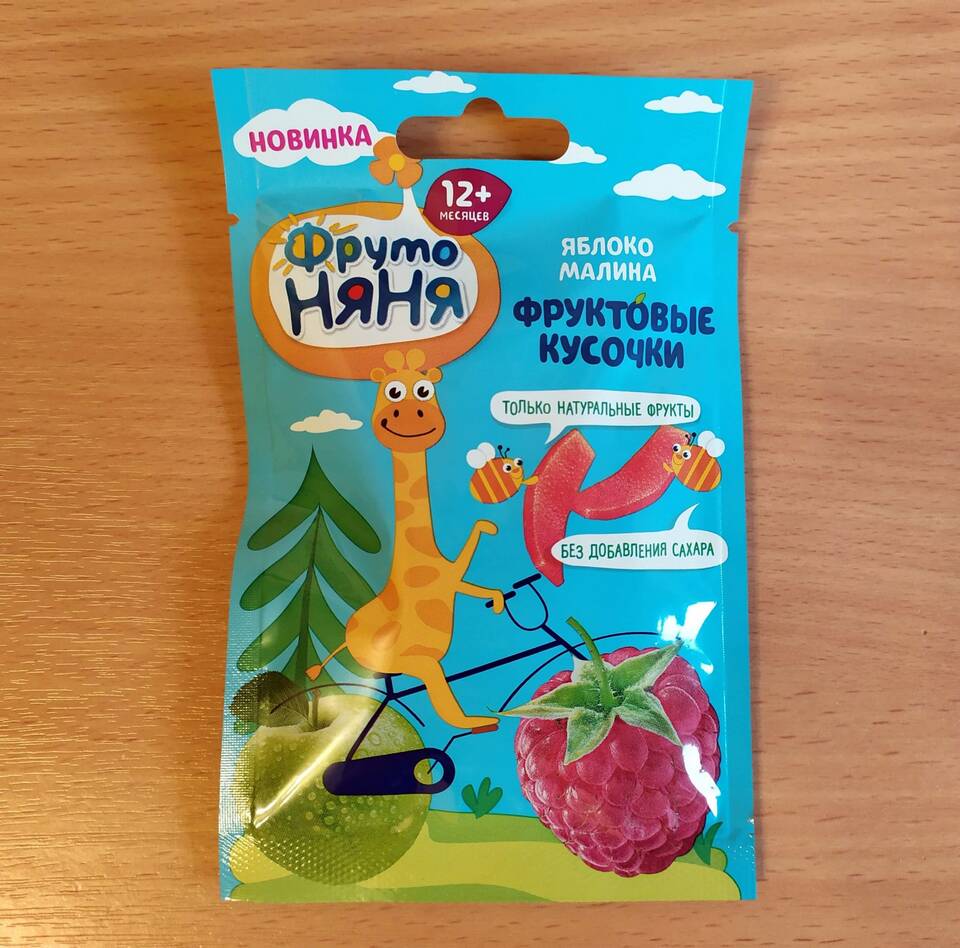 НОВИНКА
12+
МЕСЯЦЕВ
Фруто
НЯНЯ
ЯБЛОКО
МАЛИНА
ФРУКТОВЫЕ
КУСОЧКИ
ТОЛЬКО НАТУРАЛЬНЫЕ ФРУКТЫ
БЕЗ ДОБАВЛЕНИЯ САХАРА